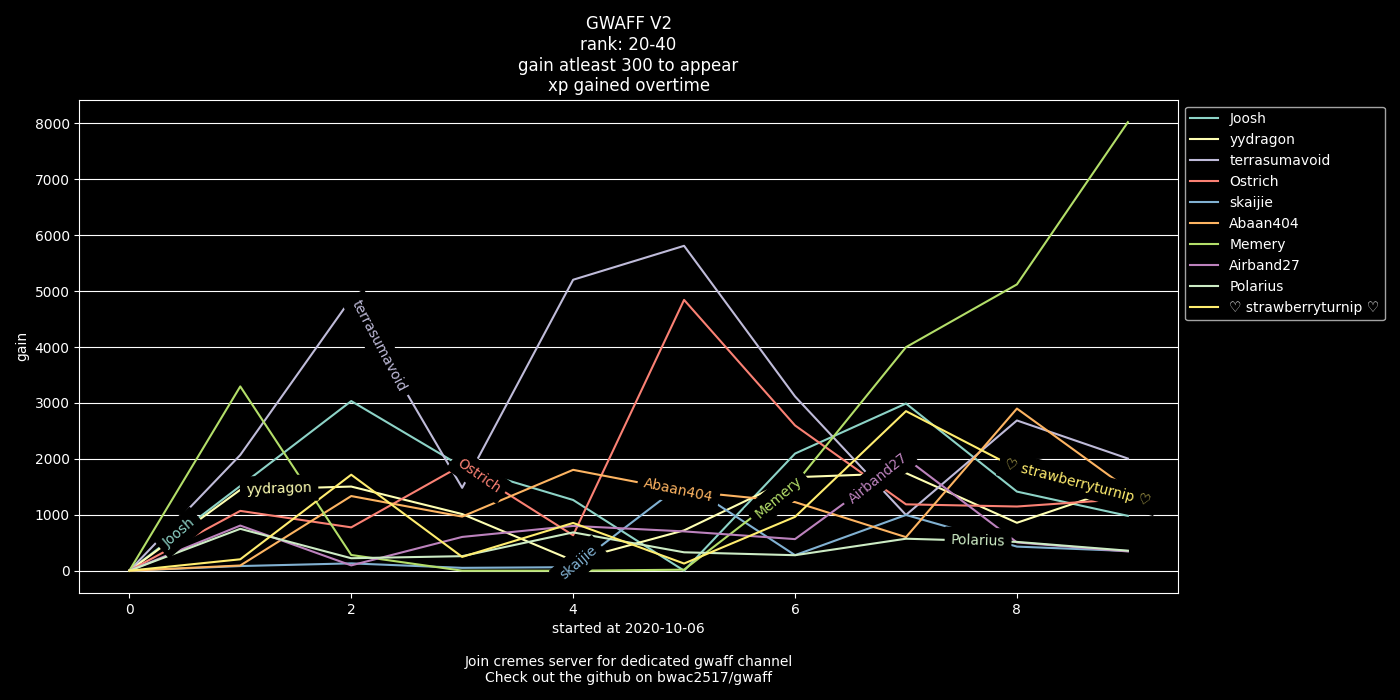 GWAFF V2
rank: 20-40
gain atleast 300 to appear
xp gained overtime
gain
8000
7000
6000
5000
4000
3000
2000
1000
0
0 2 4 6 8
Joosh
yydragon
terrasumavoid
Ostrich
skaijie
Abaan404
Memery
Airband27
Polarius
♡ strawberryturnip ♡
Joosh
yydragon
terrasumavoid
Ostrich
skaijie
Abaan404
Memery
Airband27
Polarius
♡ strawberryturnip ♡
started at 2020-10-06
Join cremes server for dedicated gwaff channel
Check out the github on bwac2517/gwaff